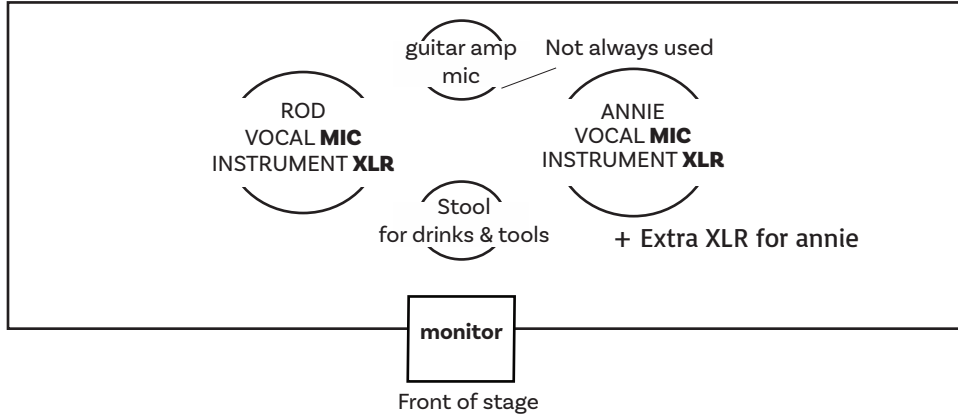 guitar amp
mic
Not always used
ROD
VOCAL MIC
INSTRUMENT XLR
ANNIE
VOCAL MIC
INSTRUMENT XLR
Stool
for drinks & tools
+ Extra XLR for annie
monitor
Front of stage